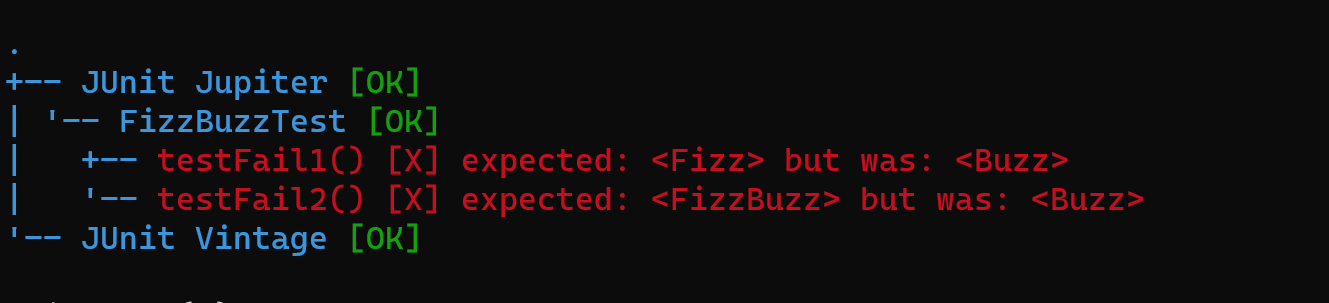 .
+-- JUnit Jupiter [OK]
| '-- FizzBuzzTest [OK]
|   +-- testFail1() [X] expected: <Fizz> but was: <Buzz>
|   '-- testFail2() [X] expected: <FizzBuzz> but was: <Buzz>
'-- JUnit Vintage [OK]